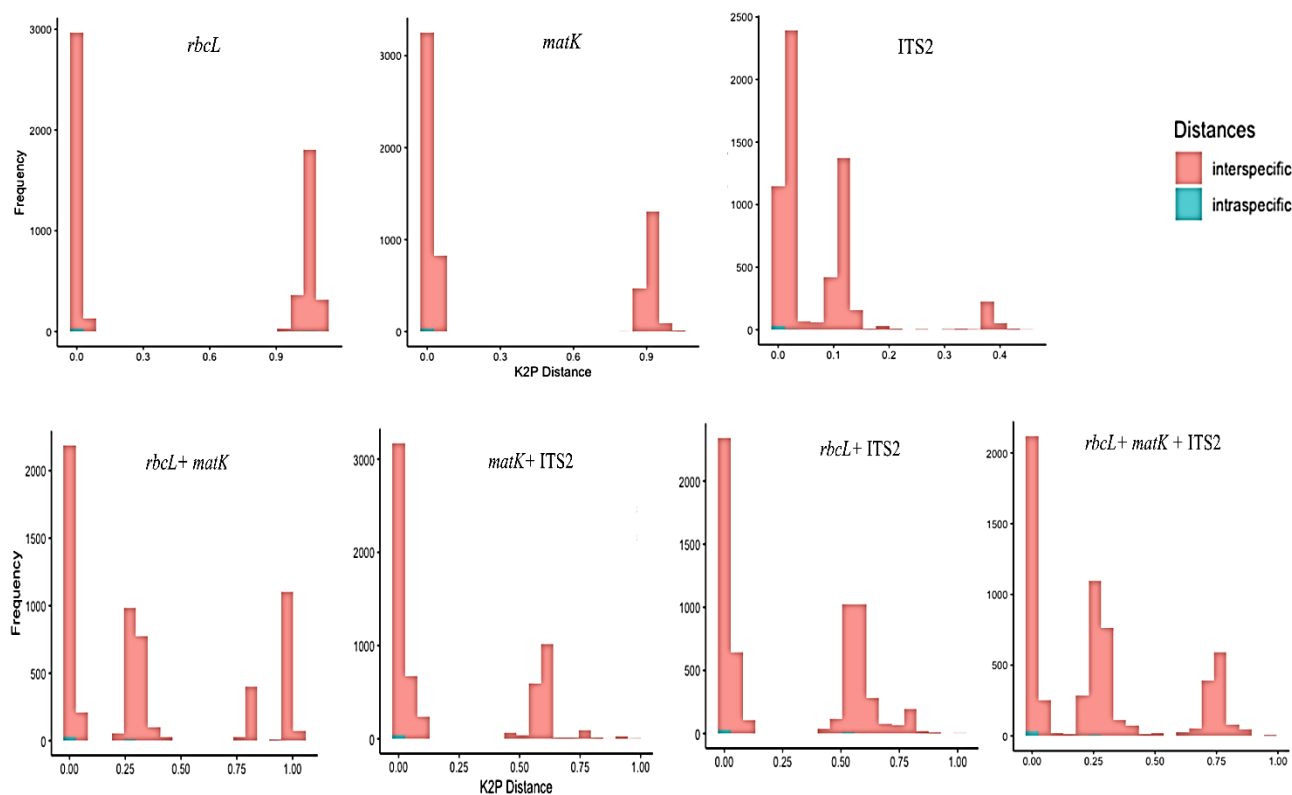 rbcL
3000
2000
1000
0
Frequency
0.0 0.3 0.6 0.9
matK
3000
2000
1000
0
0.0 0.3 0.6 0.9
K2P Distance
ITS2
2500
2000
1500
1000
500
0
0.0 0.1 0.2 0.3 0.4
Distances
interspecific
intraspecific
rbcL+ matK
2000
1500
1000
500
0
Frequency
0.00 0.25 0.50 0.75 1.00
matK+ ITS2
3000
2000
1000
0
0.00 0.25 0.50 0.75 1.00
K2P Distance
rbcL+ ITS2
2000
1500
1000
500
0
0.00 0.25 0.50 0.75 1.00
rbcL+ matK + ITS2
2000
1500
1000
500
0
0.00 0.25 0.50 0.75 1.00